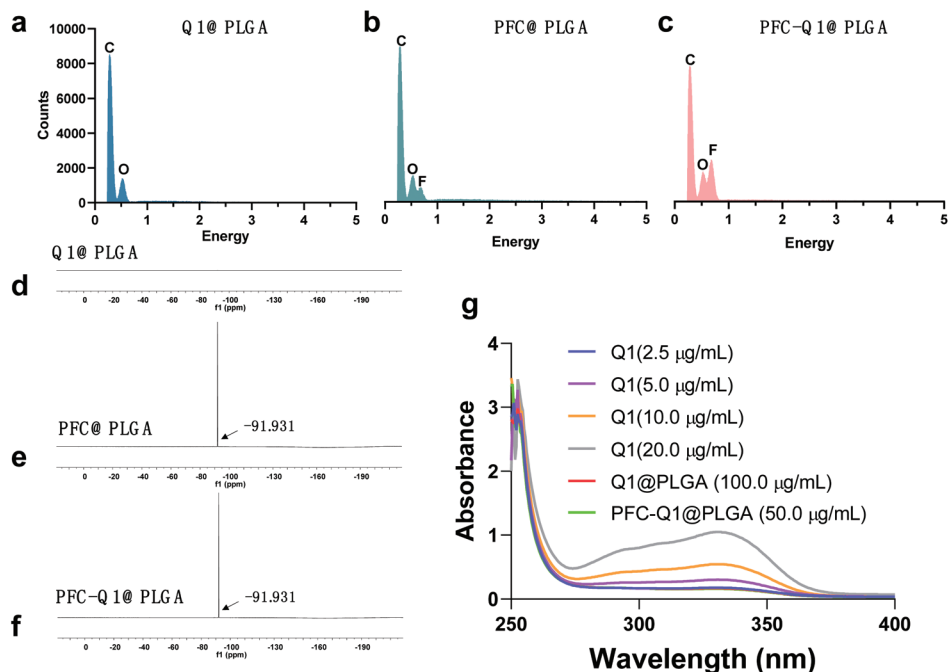 a
Q1@PLGA
Counts
10000
8000
6000
4000
2000
0
C
O
0 1 2 3 4 5
Energy
b
PFC@PLGA
C
O
F
0 1 2 3 4 5
Energy
c
PFC-Q1@PLGA
C
O
F
0 1 2 3 4 5
Energy
Q1@PLGA
d
0 -20 -40 -60 -80 -100 -130 -160 -190
f1 (ppm)
-91.931
PFC@PLGA
e
0 -20 -40 -60 -80 -100 -130 -160 -190
f1 (ppm)
-91.931
PFC-Q1@PLGA
f
0 -20 -40 -60 -80 -100 -130 -160 -190
f1 (ppm)
g
Absorbance
4
3
2
1
0
Q1(2.5 μg/mL)
Q1(5.0 μg/mL)
Q1(10.0 μg/mL)
Q1(20.0 μg/mL)
Q1@PLGA (100.0 μg/mL)
PFC-Q1@PLGA (50.0 μg/mL)
250 300 350 400
Wavelength (nm)